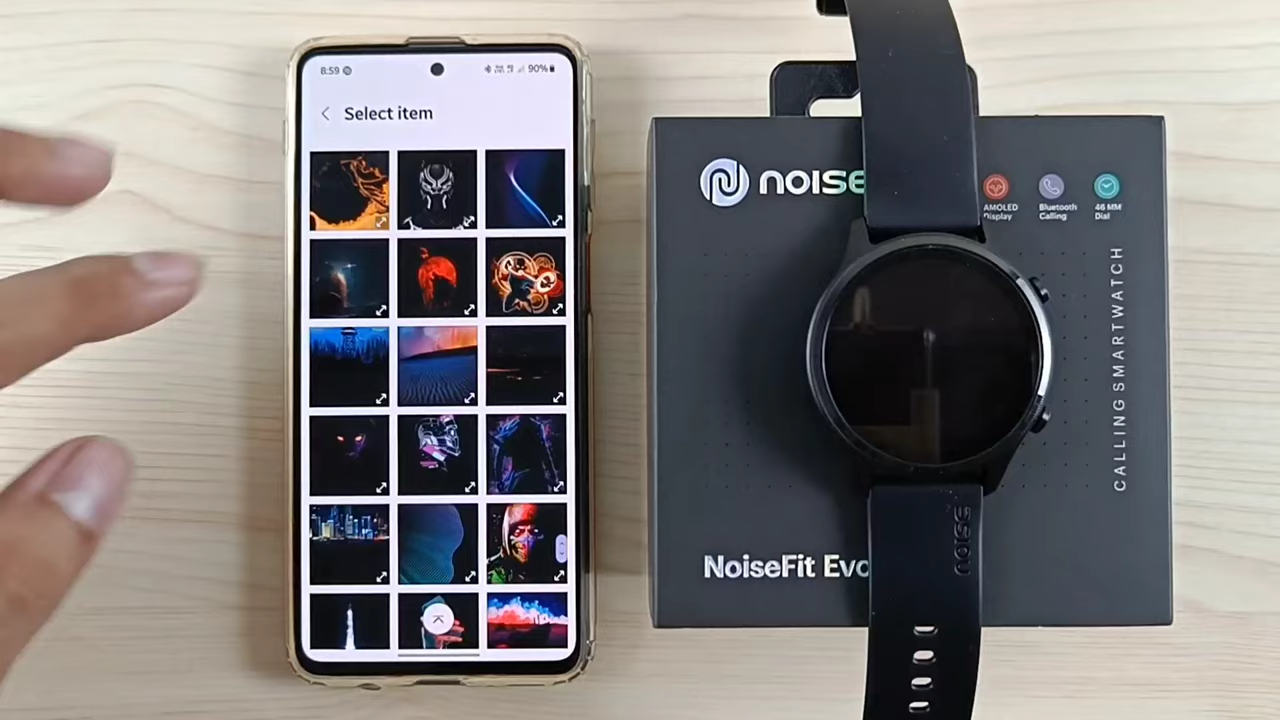 8:59
90%
Select item
noise
AMOLED
Display
Bluetooth
Calling
46 MM
Dial
CALLING SMARTWATCH
NoiseFit Evo
noise